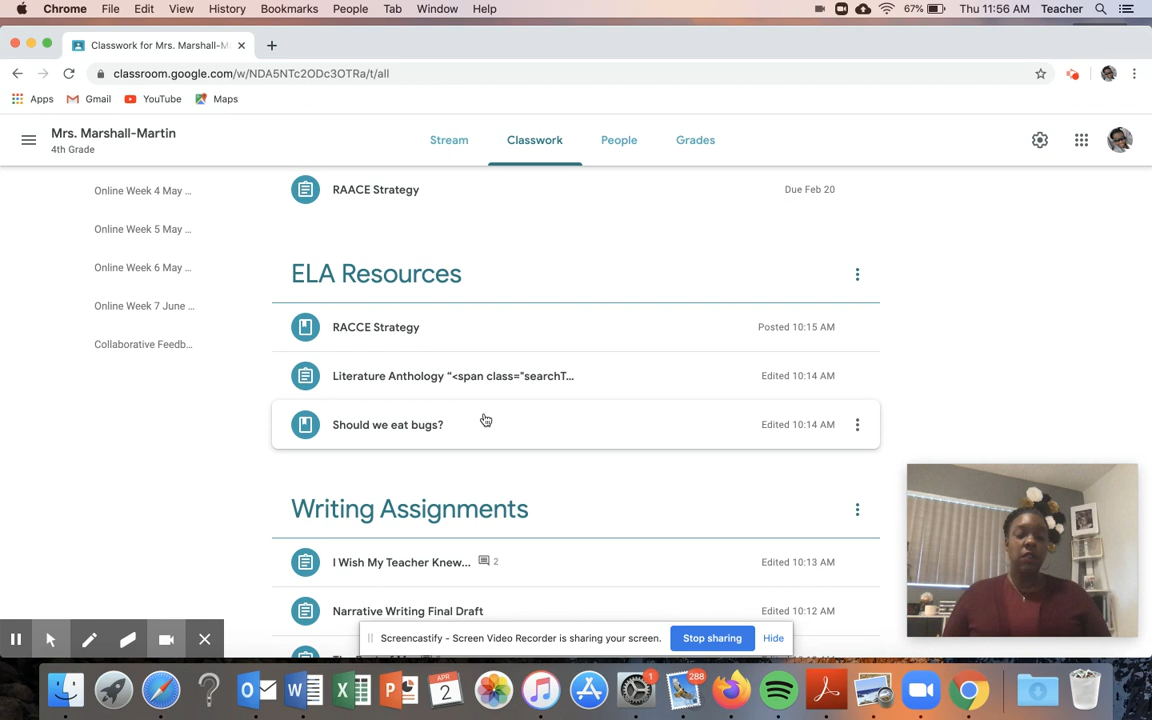 Chrome File Edit View History Bookmarks People Tab Window Help 67% Thu 11:56 AM Teacher
Classwork for Mrs. Marshall-M
classroom.google.com/w/NDA5NTc2ODc3OTRa/t/all
Apps Gmail YouTube Maps
Mrs. Marshall-Martin
4th Grade
Stream Classwork People Grades
Online Week 4 May ...
Online Week 5 May ...
Online Week 6 May ...
Online Week 7 June ...
Collaborative Feedb...
RAACE Strategy Due Feb 20
ELA Resources
RACCE Strategy Posted 10:15 AM
Literature Anthology “<span class="searchT... Edited 10:14 AM
Should we eat bugs? Edited 10:14 AM
Writing Assignments
I Wish My Teacher Knew... 2 Edited 10:13 AM
Narrative Writing Final Draft Edited 10:12 AM
Screencastify - Screen Video Recorder is sharing your screen. Stop sharing Hide
APR
2
1
288